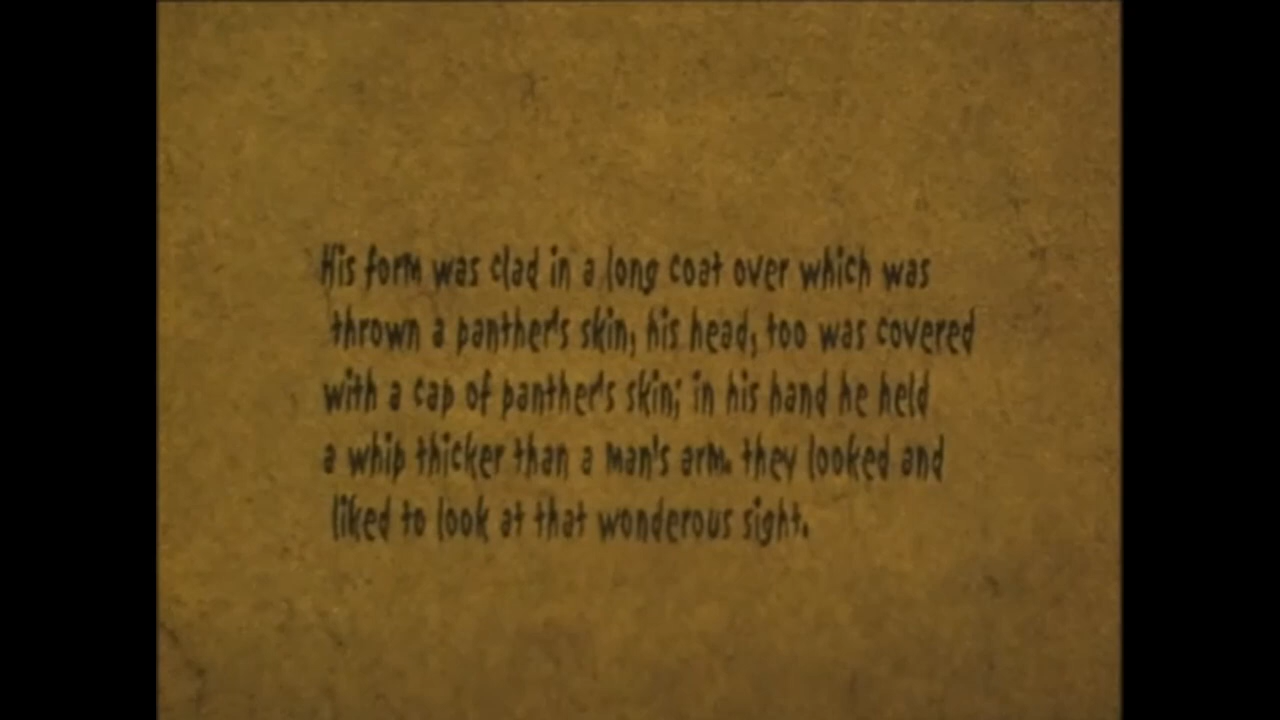 His form was clad in a long coat over which was
thrown a panther's skin, his head, too was covered
with a cap of panther's skin; in his hand he held
a whip thicker than a man's arm. they looked and
liked to look at that wonderous sight.